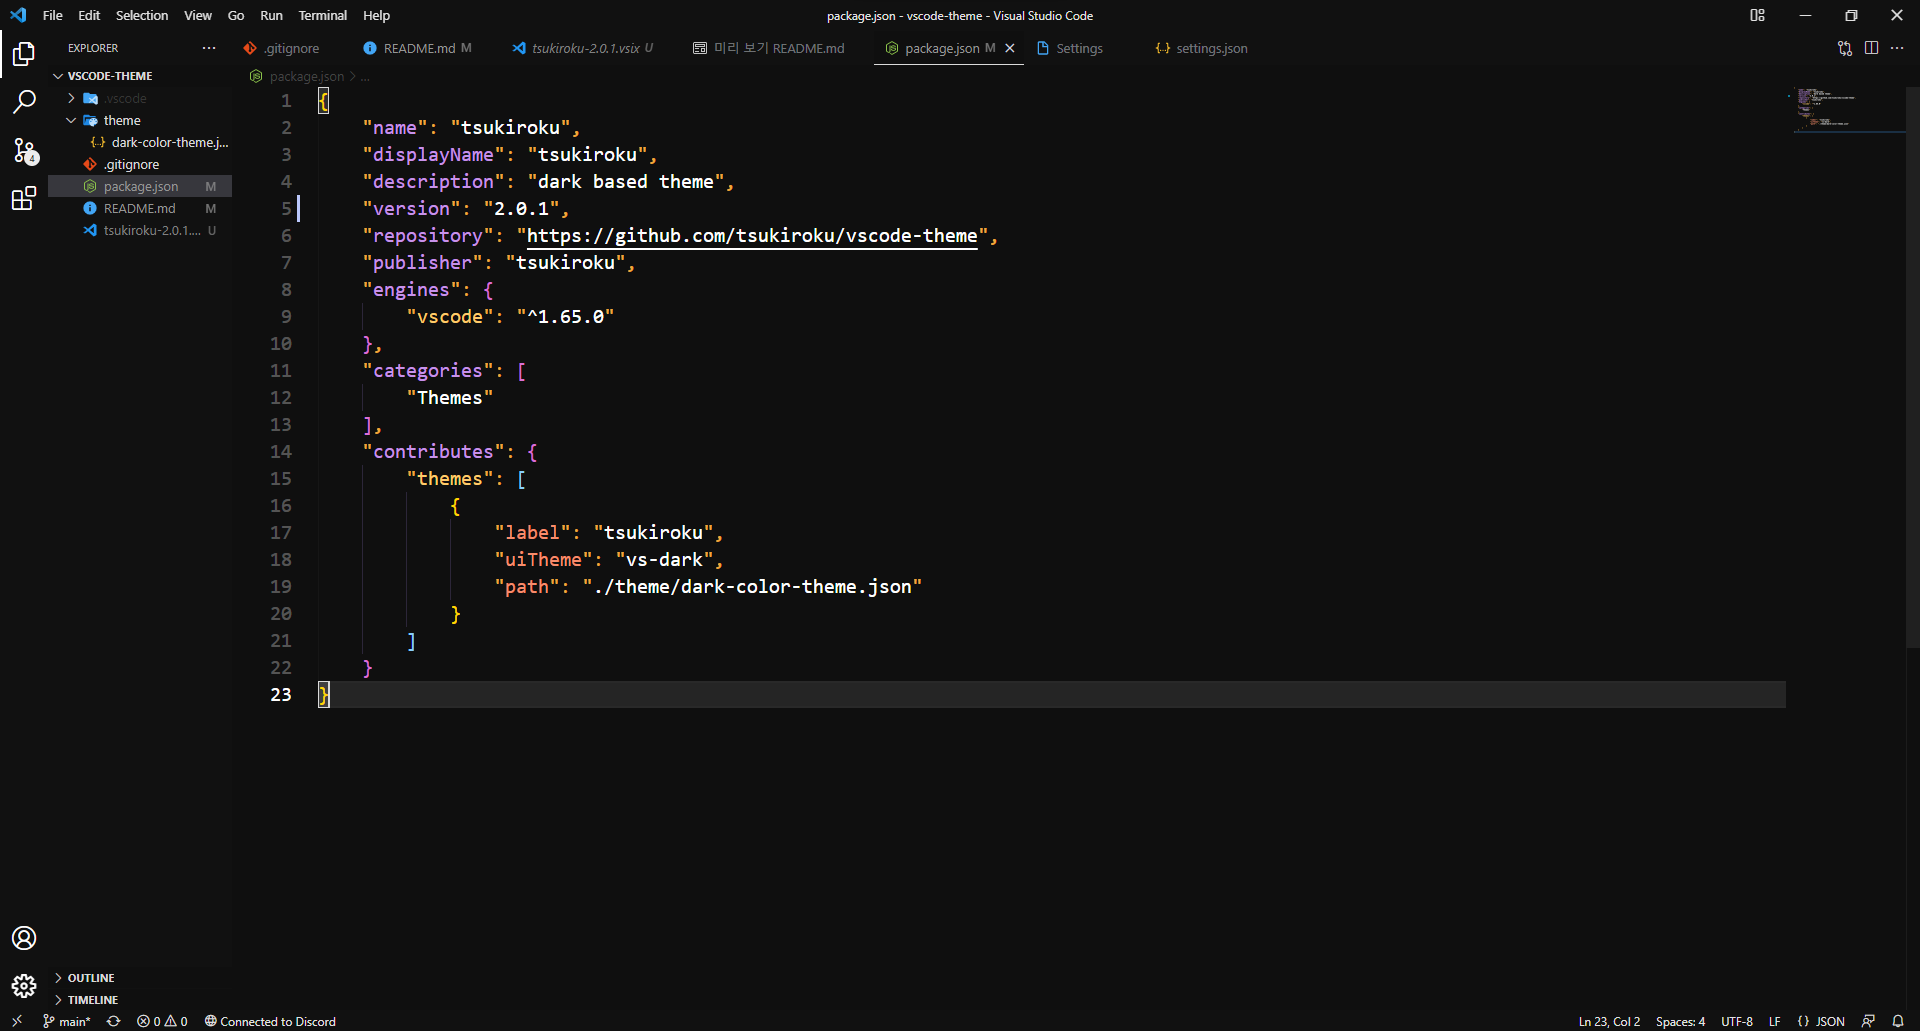 File Edit Selection View Go Run Terminal Help
package.json - vscode-theme - Visual Studio Code
EXPLORER
.gitignore
README.md M
tsukiroku-2.0.1.vsix U
미리 보기 README.md
package.json M
Settings
settings.json
VSCODE-THEME
.vscode
theme
dark-color-theme.j...
.gitignore
package.json M
README.md M
tsukiroku-2.0.1.... U
4
package.json > ...
1 {
2 "name": "tsukiroku",
3 "displayName": "tsukiroku",
4 "description": "dark based theme",
5 "version": "2.0.1",
6 "repository": "https://github.com/tsukiroku/vscode-theme",
7 "publisher": "tsukiroku",
8 "engines": {
9 "vscode": "^1.65.0"
10 },
11 "categories": [
12 "Themes"
13 ],
14 "contributes": {
15 "themes": [
16 {
17 "label": "tsukiroku",
18 "uiTheme": "vs-dark",
19 "path": "./theme/dark-color-theme.json"
20 }
21 ]
22 }
23 }
OUTLINE
TIMELINE
main* 0 0 Connected to Discord
Ln 23, Col 2 Spaces: 4 UTF-8 LF {} JSON